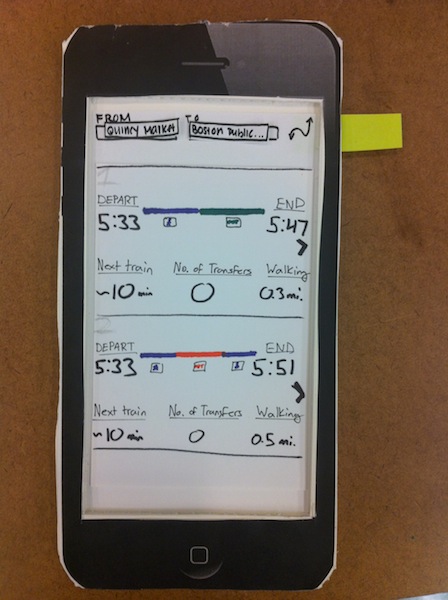 FROM TO
Quincy Market Boston Public...
1
DEPART END
5:33 5:47
Next train No. of Transfers Walking
~10 min 0 0.3 mi.
2
DEPART END
5:33 5:51
Next train No. of Transfers Walking
~10 min 0 0.5 mi.